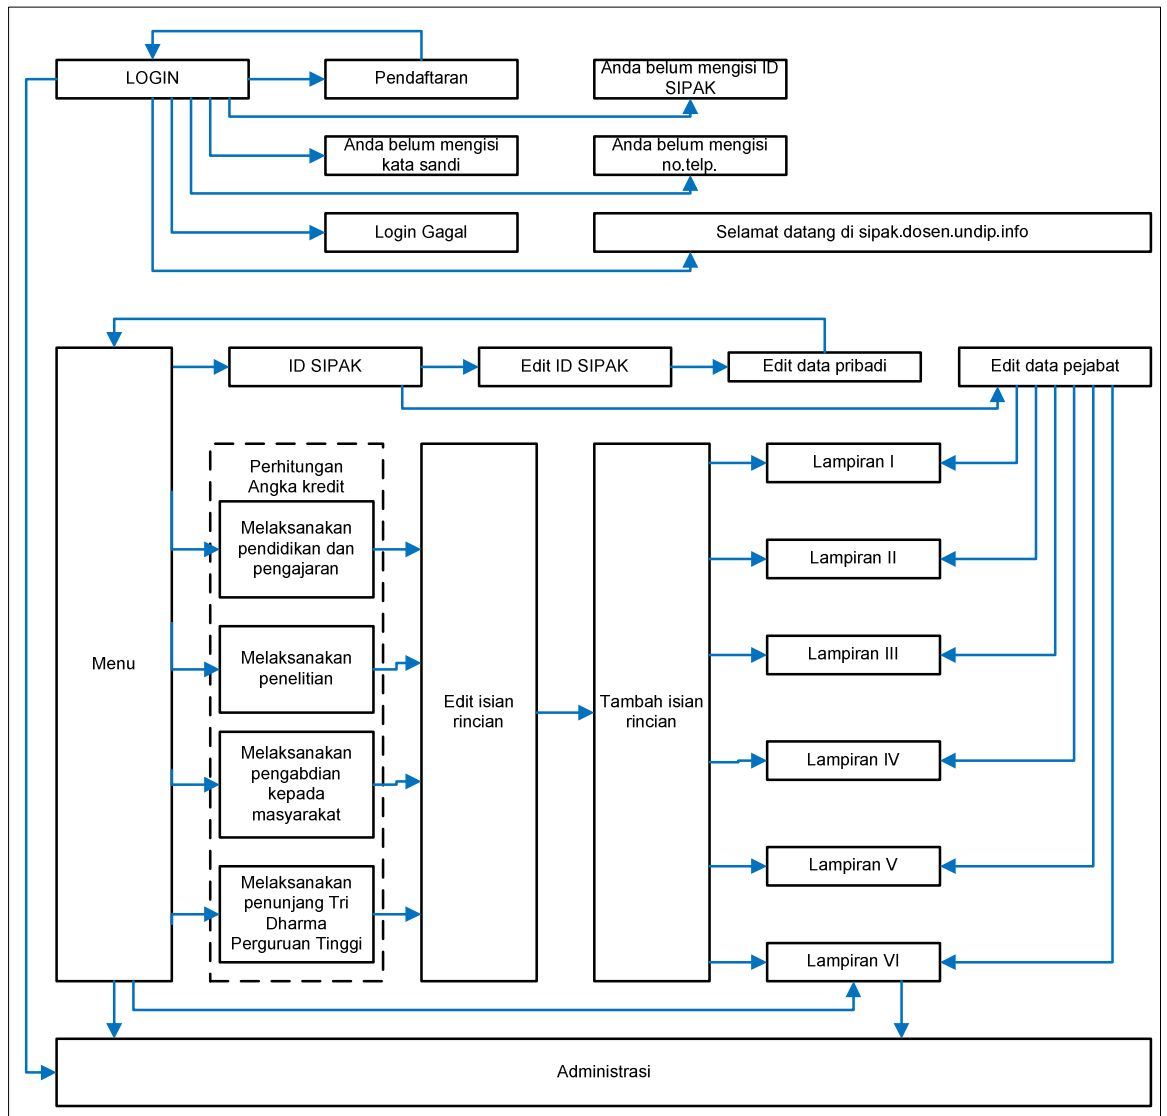 LOGIN
Pendaftaran
Anda belum mengisi ID
SIPAK
Anda belum mengisi
kata sandi
Anda belum mengisi
no.telp.
Login Gagal
Selamat datang di sipak.dosen.undip.info
Menu
ID SIPAK
Edit ID SIPAK
Edit data pribadi
Edit data pejabat
Perhitungan
Angka kredit
Melaksanakan
pendidikan dan
pengajaran
Melaksanakan
penelitian
Melaksanakan
pengabdian
kepada
masyarakat
Melaksanakan
penunjang Tri
Dharma
Perguruan Tinggi
Edit isian
rincian
Tambah isian
rincian
Lampiran I
Lampiran II
Lampiran III
Lampiran IV
Lampiran V
Lampiran VI
Administrasi